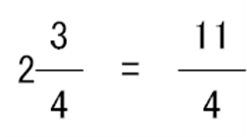 2 3/4 = 11/4